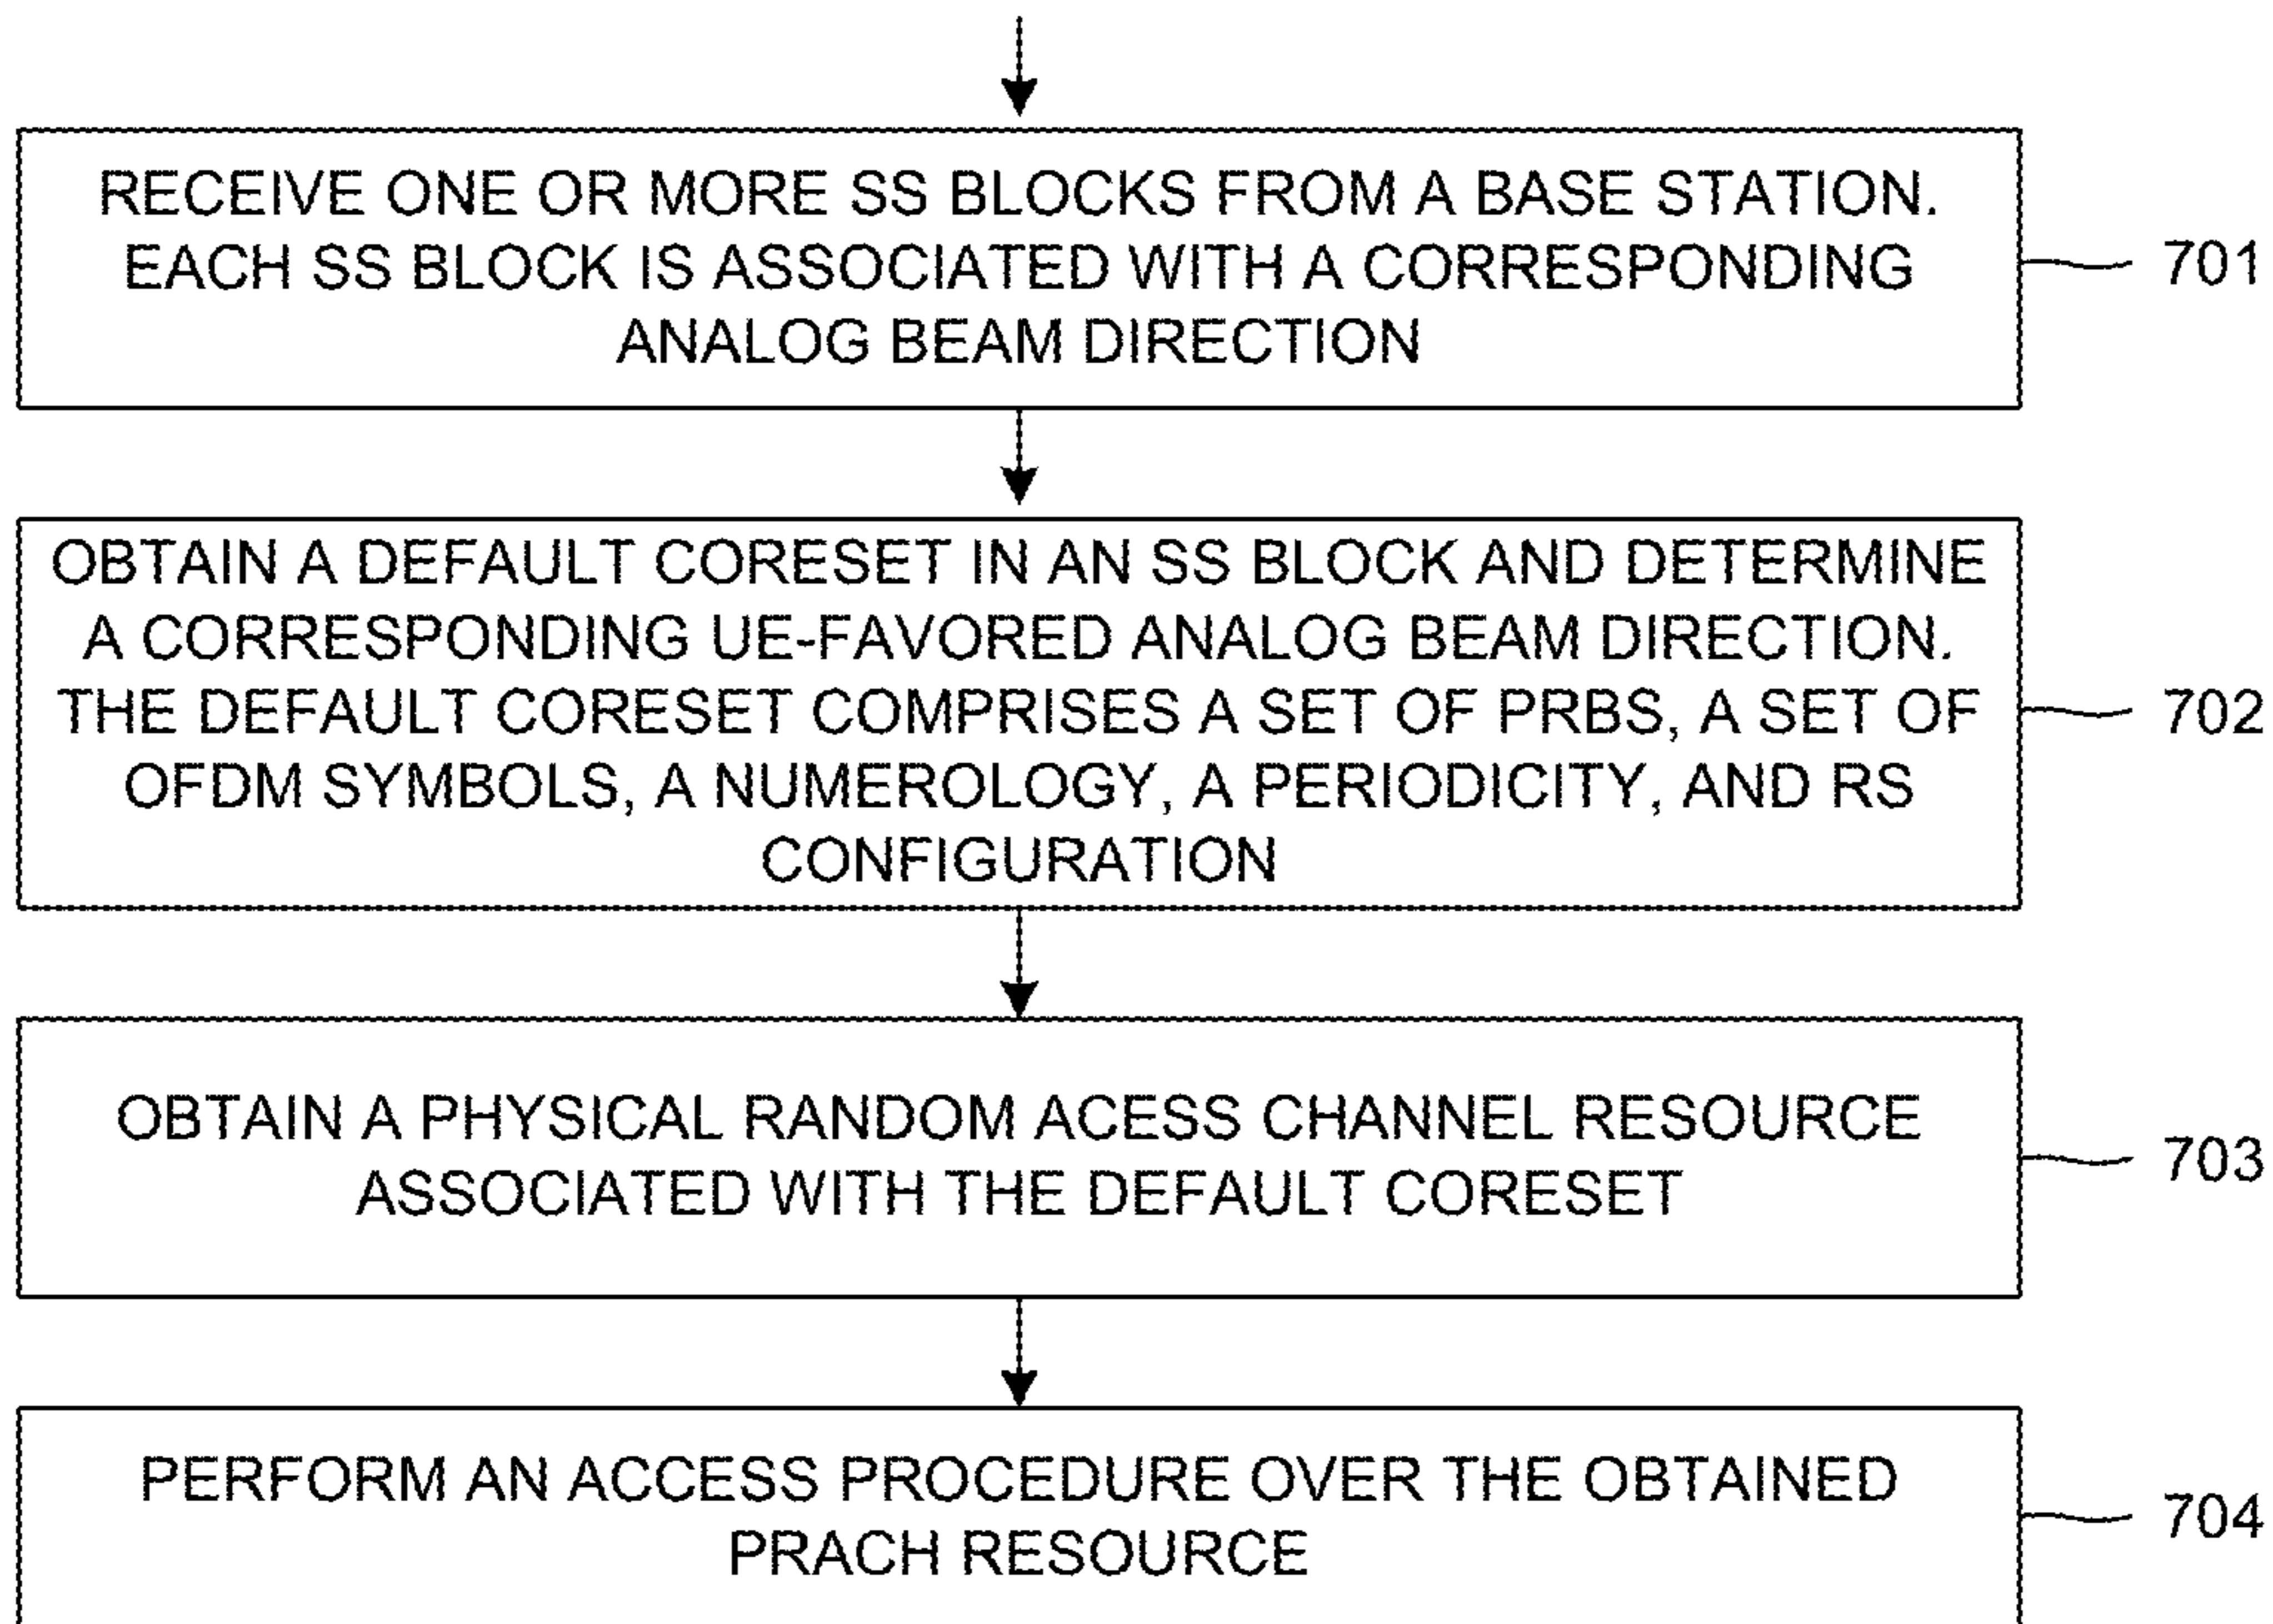 RECEIVE ONE OR MORE SS BLOCKS FROM A BASE STATION.
EACH SS BLOCK IS ASSOCIATED WITH A CORRESPONDING
ANALOG BEAM DIRECTION
701
OBTAIN A DEFAULT CORESET IN AN SS BLOCK AND DETERMINE
A CORRESPONDING UE-FAVORED ANALOG BEAM DIRECTION.
THE DEFAULT CORESET COMPRISES A SET OF PRBS, A SET OF
OFDM SYMBOLS, A NUMEROLOGY, A PERIODICITY, AND RS
CONFIGURATION
702
OBTAIN A PHYSICAL RANDOM ACESS CHANNEL RESOURCE
ASSOCIATED WITH THE DEFAULT CORESET
703
PERFORM AN ACCESS PROCEDURE OVER THE OBTAINED
PRACH RESOURCE
704